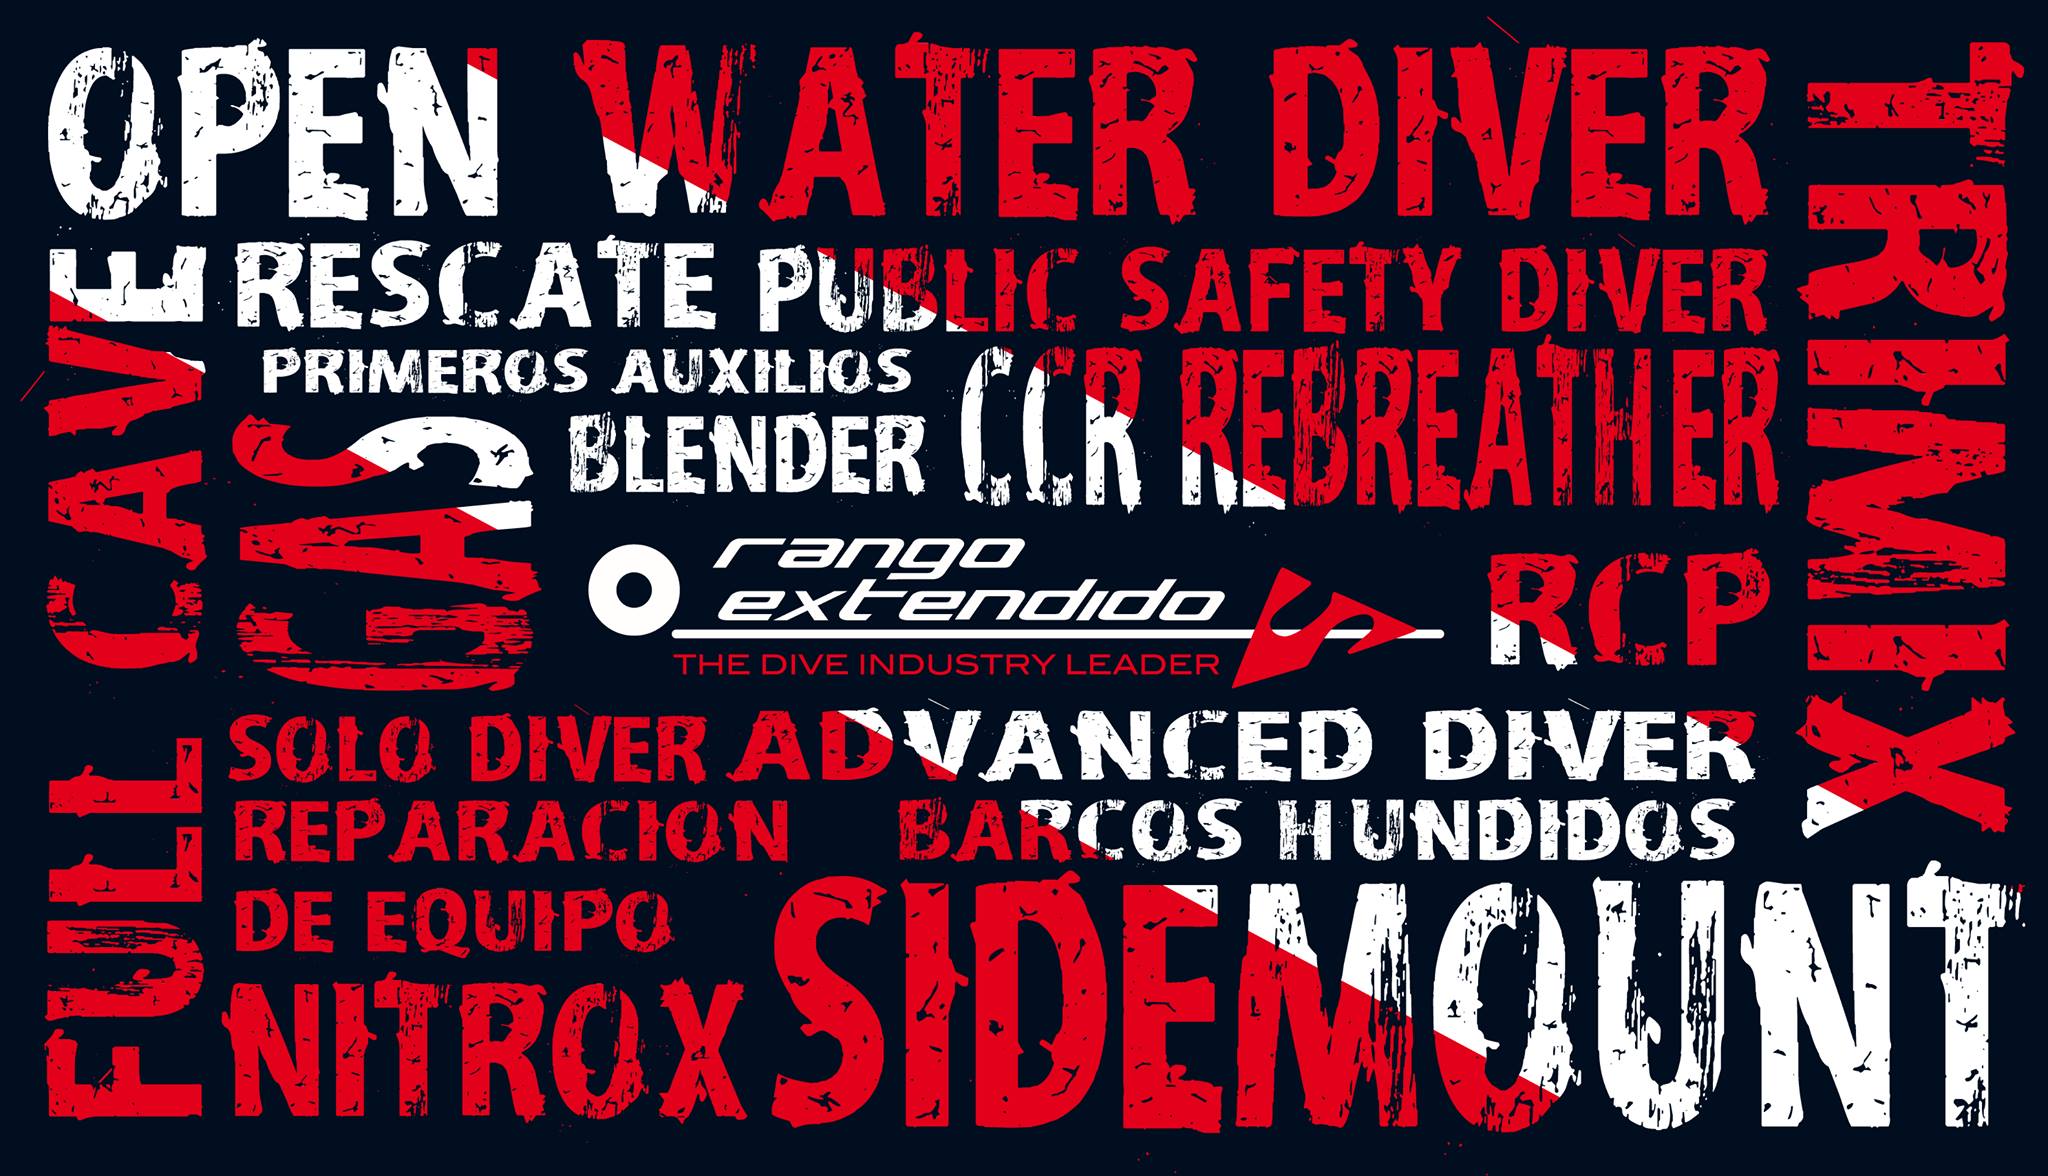 OPEN WATER DIVER
TRIMIX
FULL CAVE
RESCATE PUBLIC SAFETY DIVER
PRIMEROS AUXILIOS
GAS
BLENDER
CCR REBREATHER
rango
extendido
THE DIVE INDUSTRY LEADER
RCP
SOLO DIVER ADVANCED DIVER
REPARACION
DE EQUIPO
BARCOS HUNDIDOS
NITROX
SIDEMOUNT